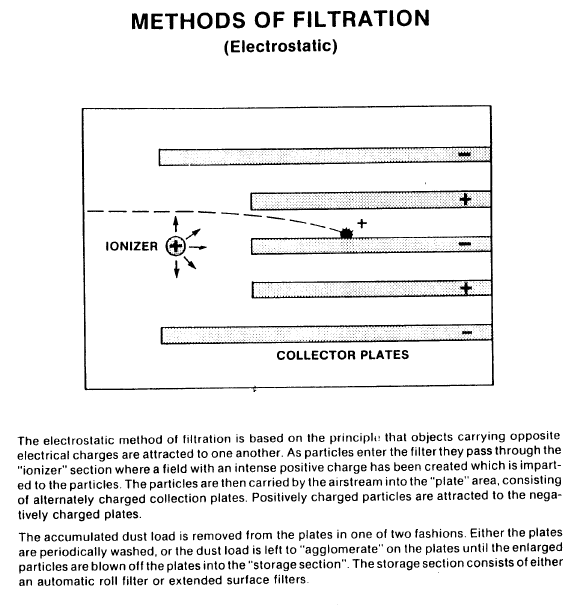 METHODS OF FILTRATION
(Electrostatic)
−
+
+
IONIZER
+
−
+
−
COLLECTOR PLATES
The electrostatic method of filtration is based on the principle that objects carrying opposite
electrical charges are attracted to one another. As particles enter the filter they pass through the
"ionizer" section where a field with an intense positive charge has been created which is impart-
ed to the particles. The particles are then carried by the airstream into the "plate" area, consisting
of alternately charged collection plates. Positively charged particles are attracted to the nega-
tively charged plates.
The accumulated dust load is removed from the plates in one of two fashions. Either the plates
are periodically washed, or the dust load is left to "agglomerate" on the plates until the enlarged
particles are blown off the plates into the "storage section". The storage section consists of either
an automatic roll filter or extended surface filters.